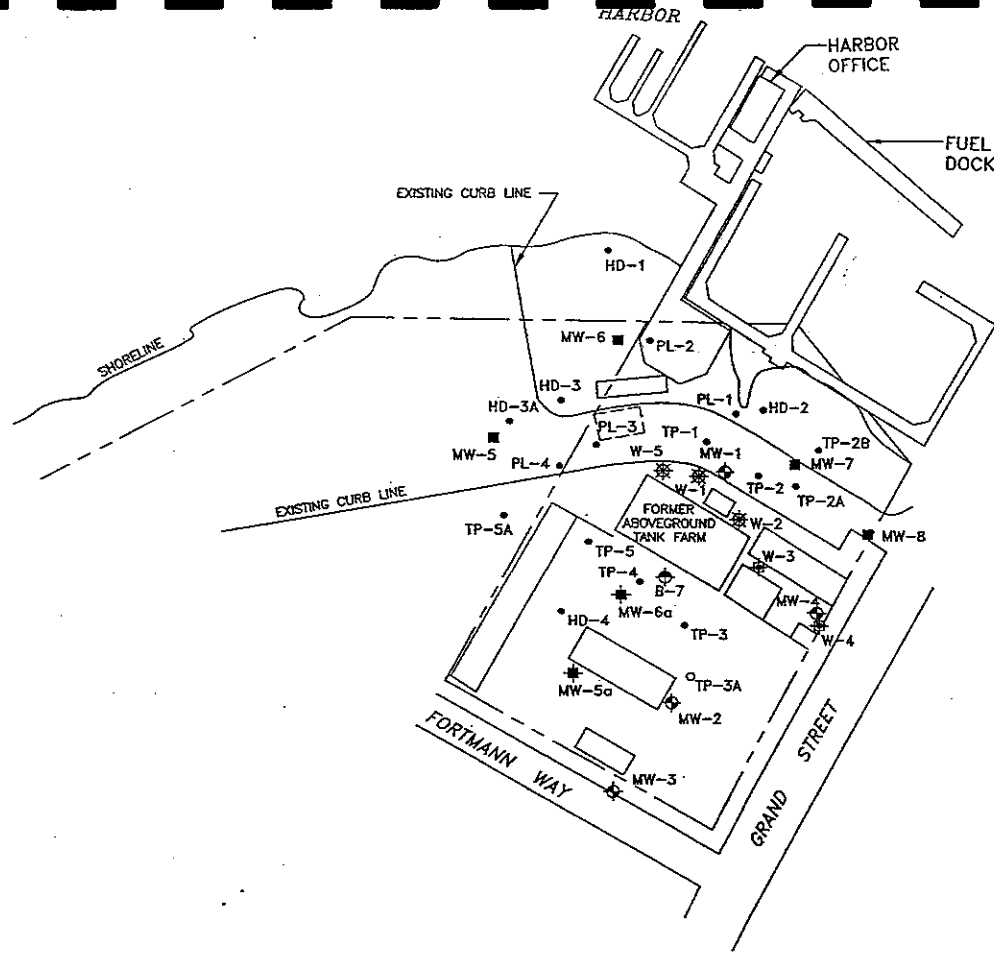 HARBOR
HARBOR
OFFICE
FUEL
DOCK
EXISTING CURB LINE
HD-1
SHORELINE
MW-6
PL-2
HD-3
HD-3A
PL-1
HD-2
PL-3
MW-5
TP-1
TP-2B
W-5
MW-1
MW-7
PL-4
W-1
TP-2
TP-2A
EXISTING CURB LINE
FORMER
ABOVEGROUND
TANK FARM
W-2
TP-5A
MW-8
TP-5
W-3
TP-4
B-7
MW-6a
MW-4
HD-4
TP-3
W-4
TP-3A
MW-5a
MW-2
FORTMANN WAY
MW-3
GRAND STREET